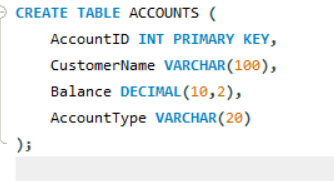 CREATE TABLE ACCOUNTS (
AccountID INT PRIMARY KEY,
CustomerName VARCHAR(100),
Balance DECIMAL(10,2),
AccountType VARCHAR(20)
);